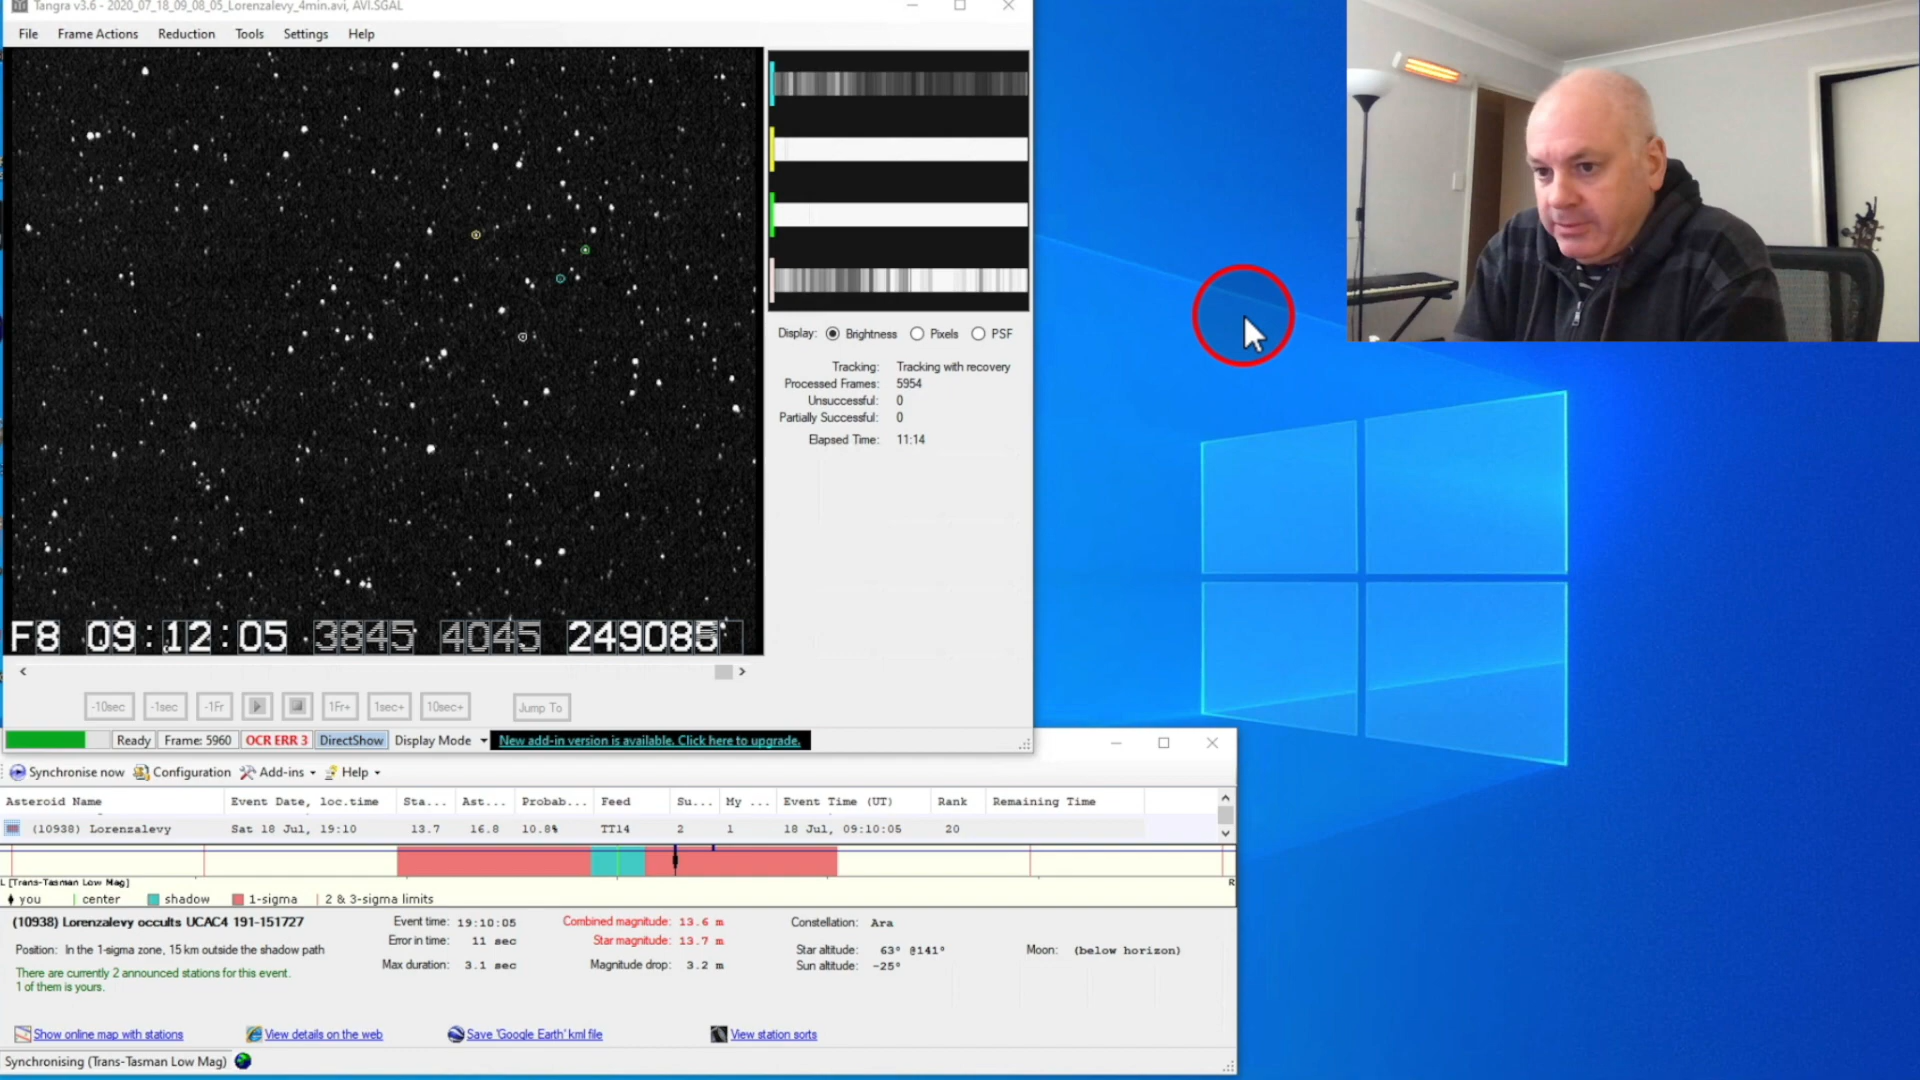 Tangra v3.6 - 2020_07_18_09_08_05_Lorenzalevy_4min.avi, AVI.SGAL
File Frame Actions Reduction Tools Settings Help
Display: Brightness Pixels PSF
Tracking: Tracking with recovery
Processed Frames: 5954
Unsuccessful: 0
Partially Successful: 0
Elapsed Time: 11:14
F8 09:12:05 3845 4045 249085
-10sec -1sec -1Fr 1Fr+ 1sec+ 10sec+ Jump To
Ready Frame: 5960 OCR ERR 3 DirectShow Display Mode New add-in version is available. Click here to upgrade.
Synchronise now Configuration Add-ins Help
Asteroid Name Event Date, loc.time Sta... Ast... Probab... Feed Su... My ... Event Time (UT) Rank Remaining Time
(10938) Lorenzalevy Sat 18 Jul, 19:10 13.7 16.8 10.8% TT14 2 1 18 Jul, 09:10:05 20
L [Trans-Tasman Low Mag] R
you center shadow 1-sigma 2 & 3-sigma limits
(10938) Lorenzalevy occults UCAC4 191-151727 Event time: 19:10:05 Combined magnitude: 13.6 m Constellation: Ara
Error in time: 11 sec Star magnitude: 13.7 m
Position: In the 1-sigma zone, 15 km outside the shadow path Star altitude: 63° @141° Moon: (below horizon)
Max duration: 3.1 sec Magnitude drop: 3.2 m Sun altitude: -25°
There are currently 2 announced stations for this event.
1 of them is yours.
Show online map with stations View details on the web Save 'Google Earth' kml file View station sorts
Synchronising (Trans-Tasman Low Mag)